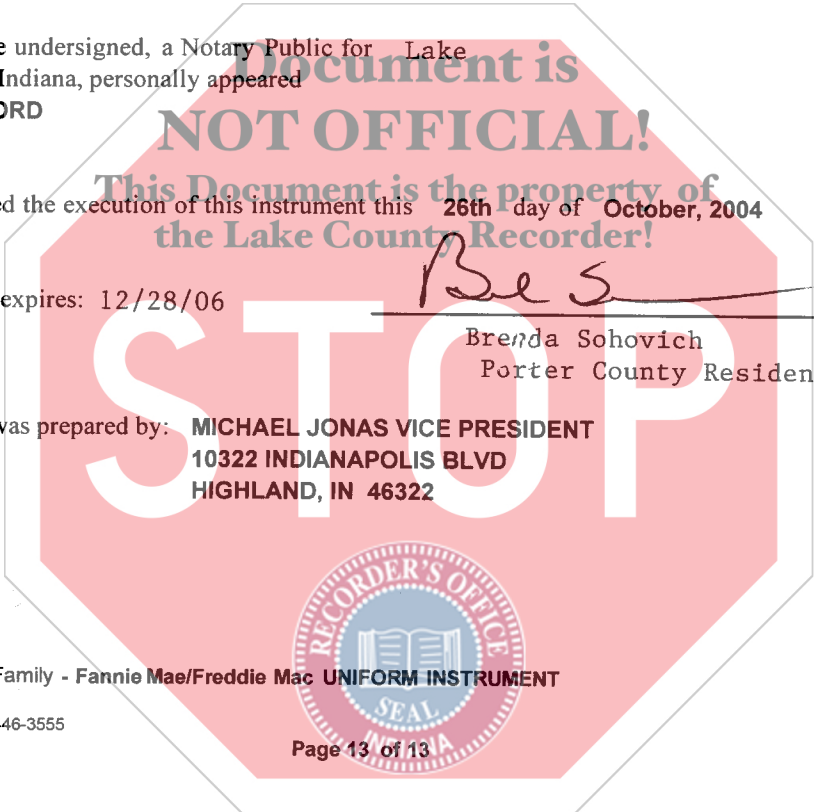 e undersigned, a Notary Public for Lake
Document is
Indiana, personally appeared
ORD
NOT OFFICIAL!
This Document is the property of
ed the execution of this instrument this 26th day of October, 2004
the Lake County Recorder!
expires: 12/28/06
STOP
Brenda Sohovich
Porter County Residen
was prepared by: MICHAEL JONAS VICE PRESIDENT
10322 INDIANAPOLIS BLVD
HIGHLAND, IN 46322
RECORDER'S OFFICE
Family - Fannie Mae/Freddie Mac UNIFORM INSTRUMENT
SEAL
46-3555
INDIANA
Page 13 of 13